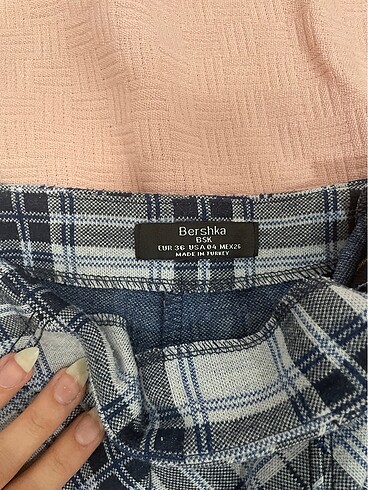 Bershka
BSK
EUR 36 USA 04 MEX26
MADE IN TURKEY